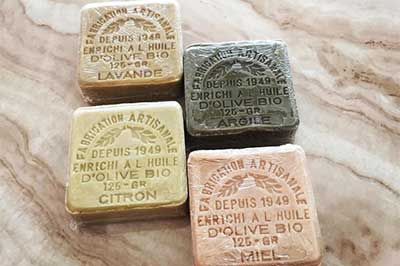 FABRICATION ARTISANALE
DEPUIS 1949
ENRICHI A L HUILE
D'OLIVE BIO
125-GR
LAVANDE
FABRICATION ARTISANALE
DEPUIS 1949
ENRICHI A L HUILE
D'OLIVE BIO
125-GR
ARGILE
FABRICATION ARTISANALE
DEPUIS 1949
ENRICHI A L HUILE
D'OLIVE BIO
125-GR
CITRON
FABRICATION ARTISANALE
DEPUIS 1949
ENRICHI A L HUILE
D'OLIVE BIO
125-GR
MIEL